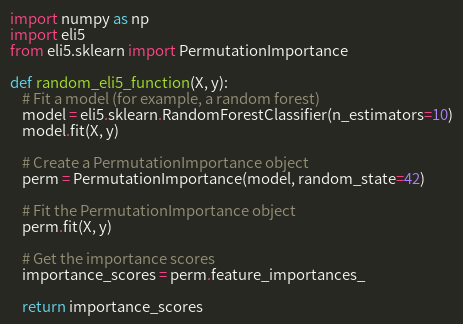 import numpy as np
import eli5
from eli5.sklearn import PermutationImportance
def random_eli5_function(X, y):
# Fit a model (for example, a random forest)
model = eli5.sklearn.RandomForestClassifier(n_estimators=10)
model.fit(X, y)
# Create a PermutationImportance object
perm = PermutationImportance(model, random_state=42)
# Fit the PermutationImportance object
perm.fit(X, y)
# Get the importance scores
importance_scores = perm.feature_importances_
return importance_scores